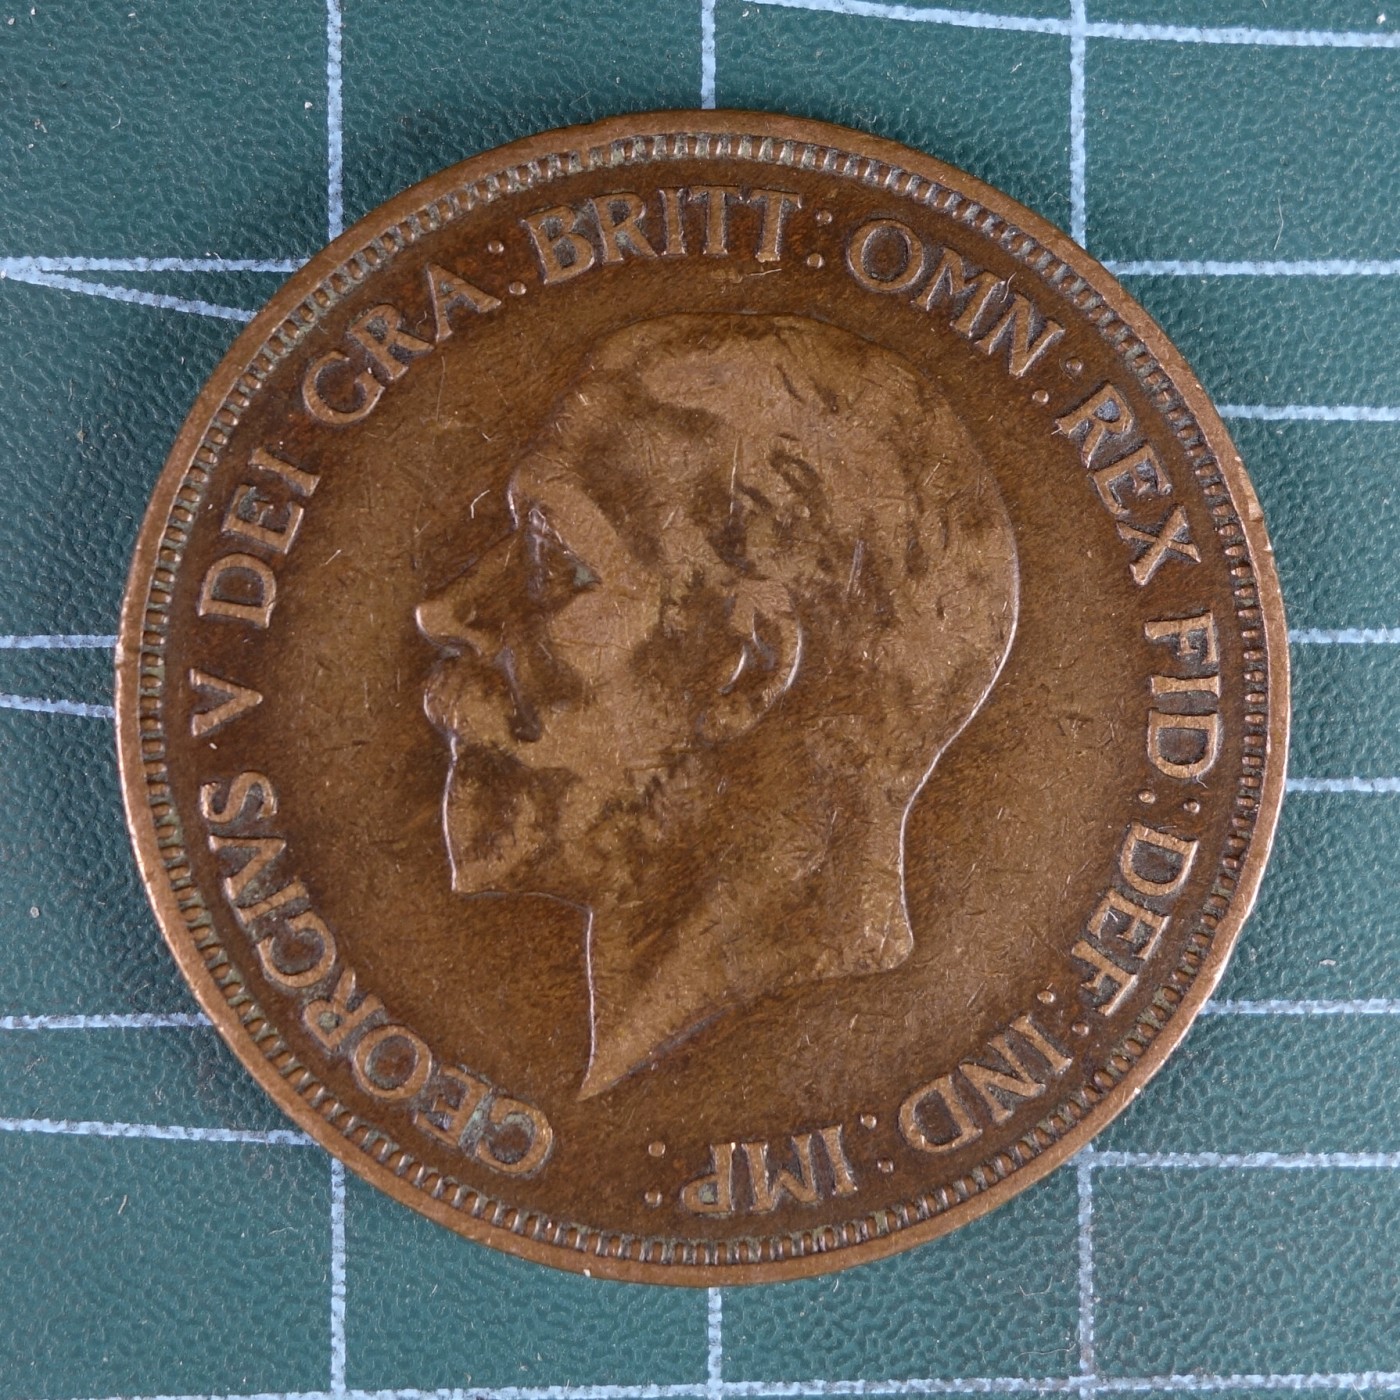 GEORGIVS V DEI GRA: BRITT: OMN: REX FID: DEF: IND: IMP: